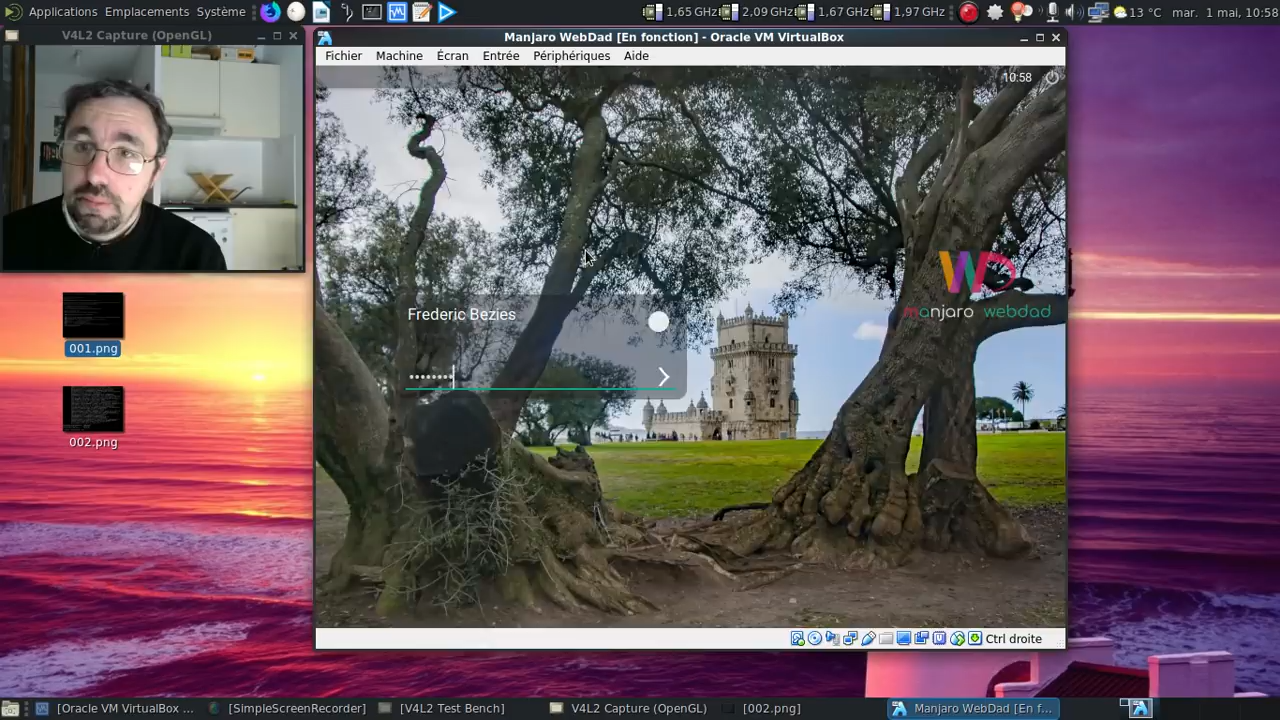 Applications Emplacements Système
1,65 GHz 2,09 GHz 1,67 GHz 1,97 GHz
13 °C mar. 1 mai, 10:58
V4L2 Capture (OpenGL)
Manjaro WebDad [En fonction] - Oracle VM VirtualBox
Fichier Machine Écran Entrée Périphériques Aide
10:58
WD
manjaro webdad
Frederic Bezies
001.png
002.png
Ctrl droite
[Oracle VM VirtualBox ...
[SimpleScreenRecorder]
[V4L2 Test Bench]
V4L2 Capture (OpenGL)
[002.png]
Manjaro WebDad [En f...